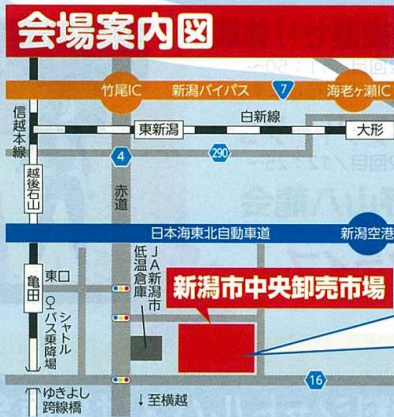 会場案内図
竹尾IC
新潟バイパス
7
海老ヶ瀬IC
信越本線
白新線
東新潟
大形
4
290
越後石山
赤道
日本海東北自動車道
新潟空港
亀田
東口
シャトル
バス乗降場
JA新潟市
低温倉庫
新潟市中央卸売市場
16
ゆきよし
跨線橋
↓至横越